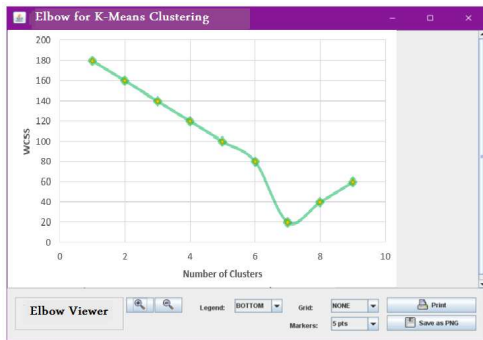 Elbow for K-Means Clustering
200
180
160
140
120
100
80
60
40
20
0
WCSS
0 2 4 6 8 10
Number of Clusters
Elbow Viewer
Legend: BOTTOM
Grid: NONE
Print
Markers: 5 pts
Save as PNG